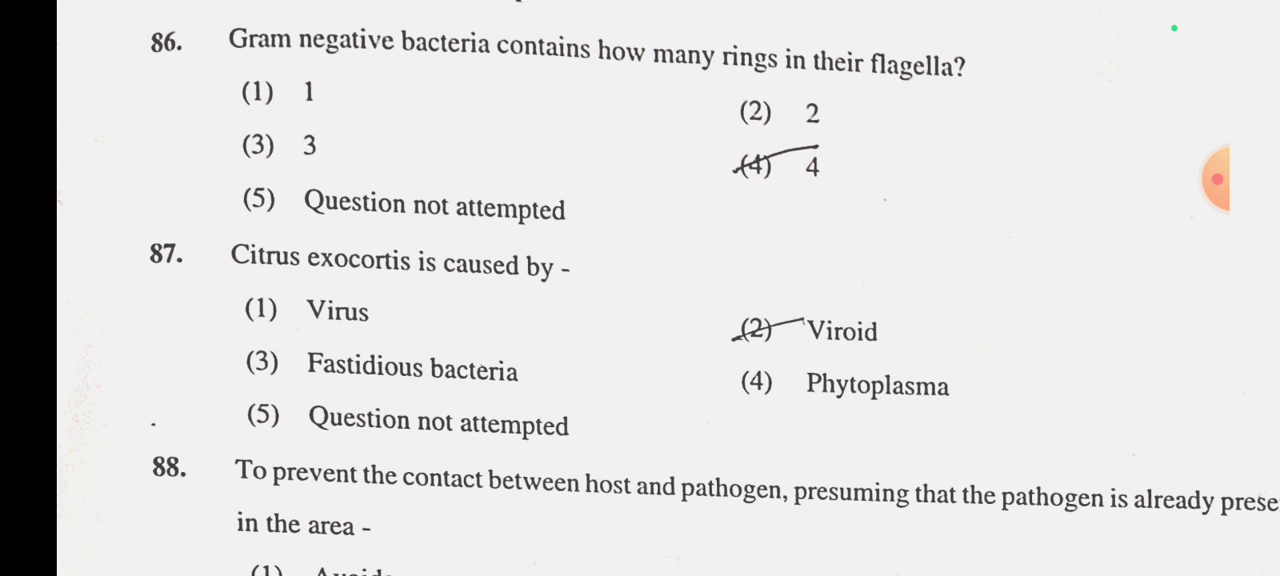 86. Gram negative bacteria contains how many rings in their flagella?
(1) 1
(2) 2
(3) 3
(4) 4
(5) Question not attempted
87. Citrus exocortis is caused by -
(1) Virus
(2) Viroid
(3) Fastidious bacteria
(4) Phytoplasma
(5) Question not attempted
88. To prevent the contact between host and pathogen, presuming that the pathogen is already prese
in the area -
(1)